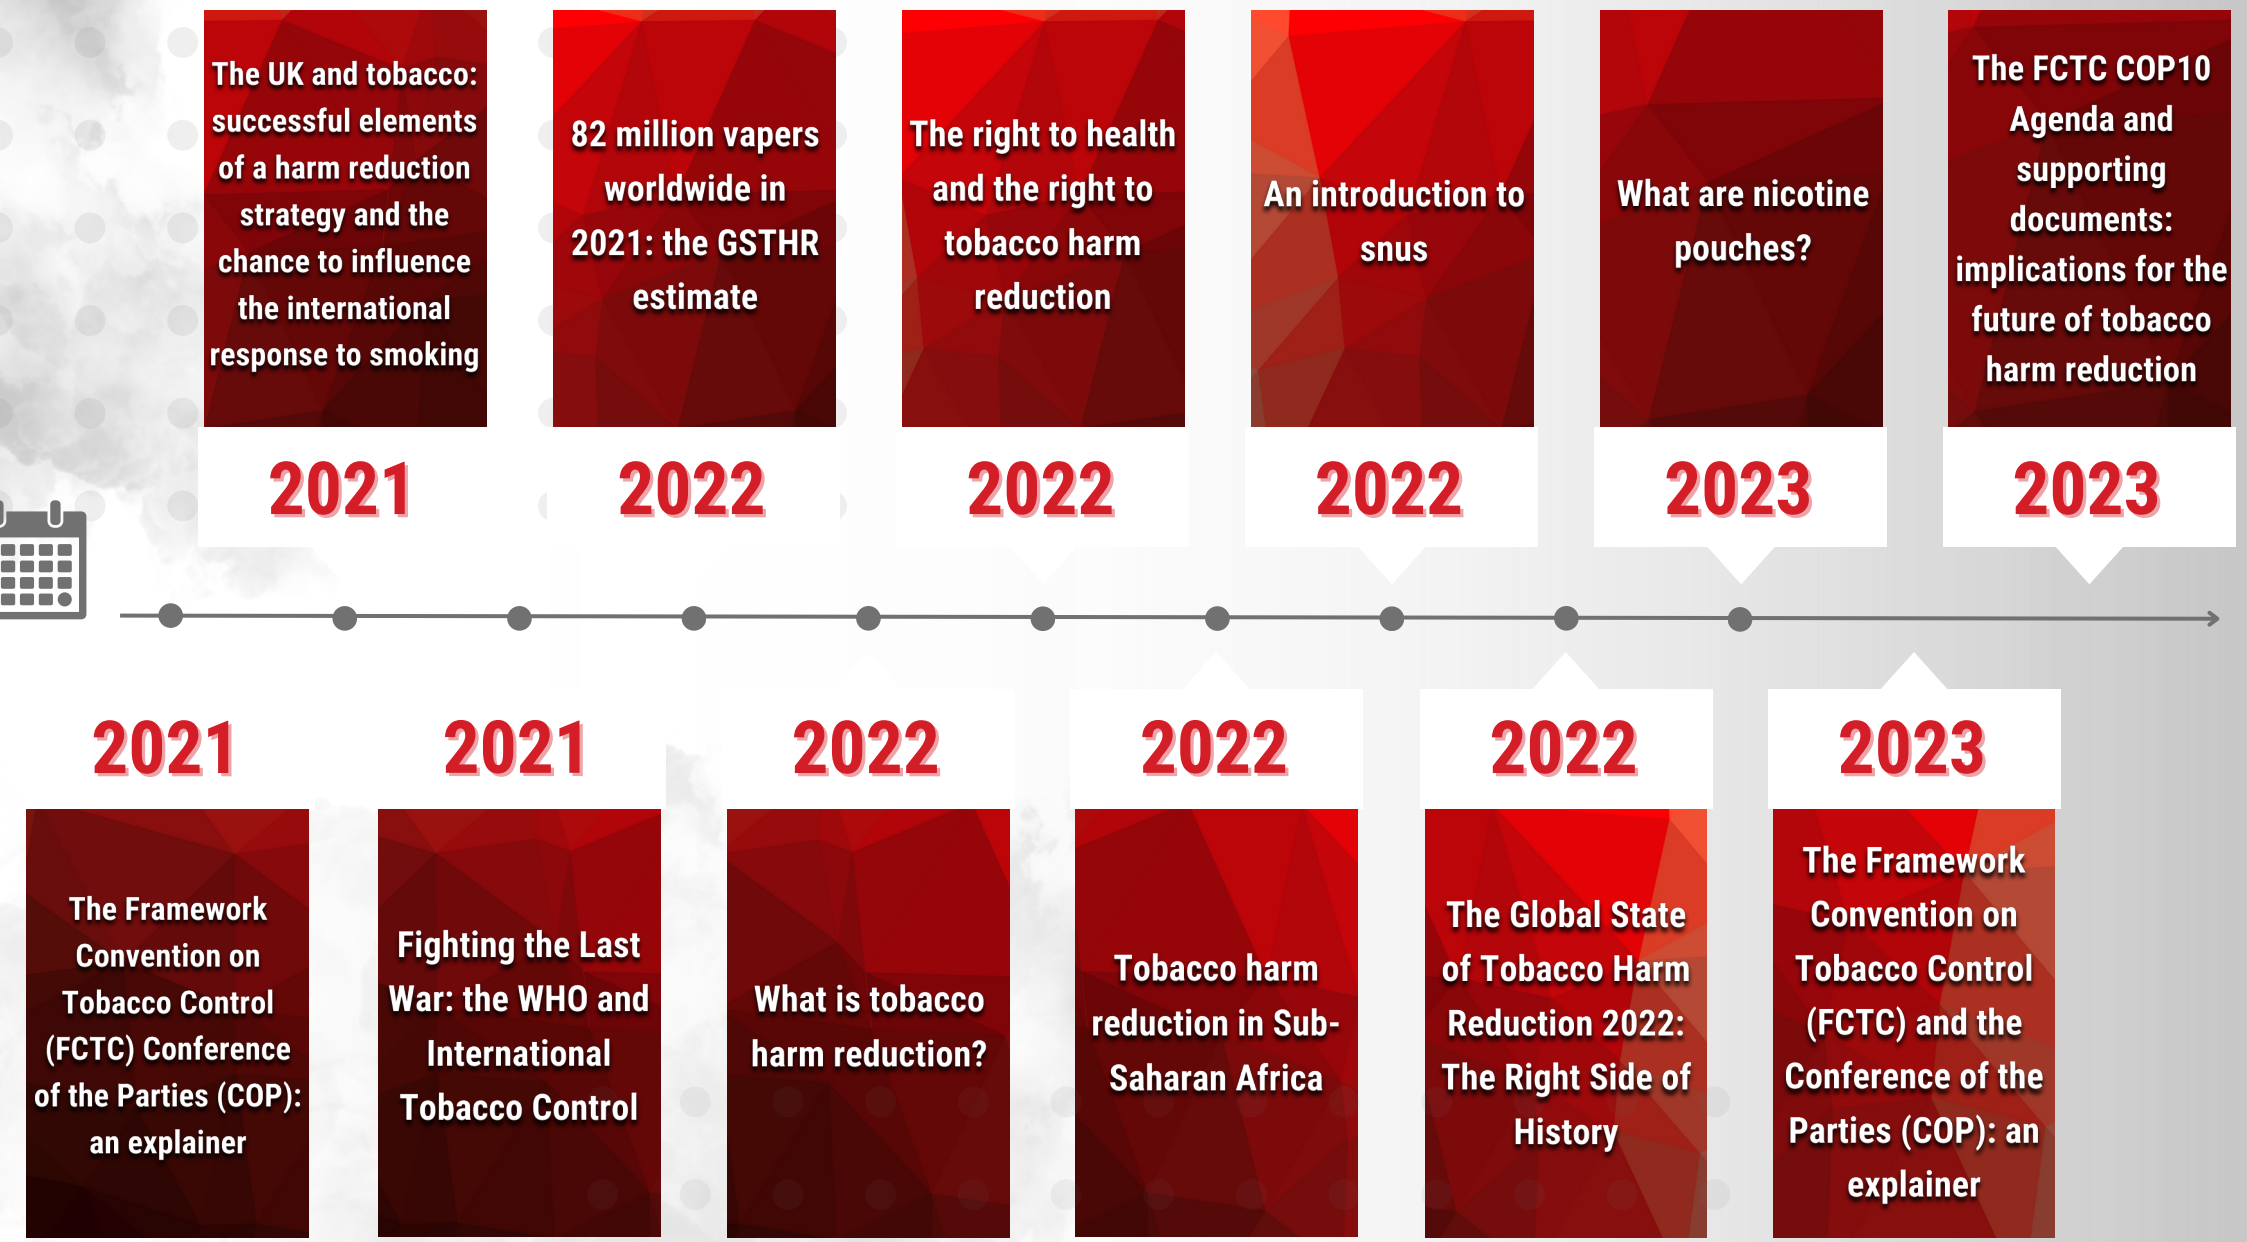 The UK and tobacco:
successful elements
of a harm reduction
strategy and the
chance to influence
the international
response to smoking
2021
82 million vapers
worldwide in
2021: the GSTHR
estimate
2022
The right to health
and the right to
tobacco harm
reduction
2022
An introduction to
snus
2022
What are nicotine
pouches?
2023
The FCTC COP10
Agenda and
supporting
documents:
implications for the
future of tobacco
harm reduction
2023
2021
The Framework
Convention on
Tobacco Control
(FCTC) Conference
of the Parties (COP):
an explainer
2021
Fighting the Last
War: the WHO and
International
Tobacco Control
2022
What is tobacco
harm reduction?
2022
Tobacco harm
reduction in Sub-
Saharan Africa
2022
The Global State
of Tobacco Harm
Reduction 2022:
The Right Side of
History
2023
The Framework
Convention on
Tobacco Control
(FCTC) and the
Conference of the
Parties (COP): an
explainer